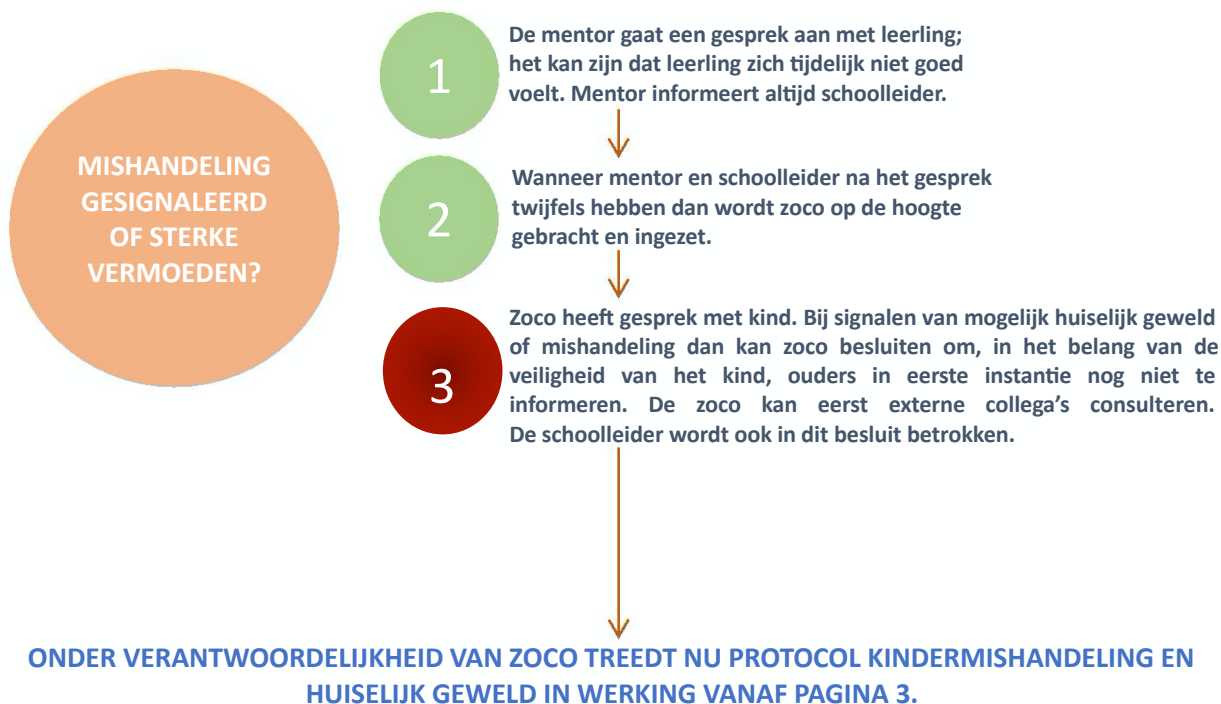 MISHANDELING
GESIGNALEERD
OF STERKE
VERMOEDEN?
1
De mentor gaat een gesprek aan met leerling;
het kan zijn dat leerling zich tijdelijk niet goed
voelt. Mentor informeert altijd schoolleider.
2
Wanneer mentor en schoolleider na het gesprek
twijfels hebben dan wordt zoco op de hoogte
gebracht en ingezet.
3
Zoco heeft gesprek met kind. Bij signalen van mogelijk huiselijk geweld
of mishandeling dan kan zoco besluiten om, in het belang van de
veiligheid van het kind, ouders in eerste instantie nog niet te
informeren. De zoco kan eerst externe collega's consulteren.
De schoolleider wordt ook in dit besluit betrokken.
ONDER VERANTWOORDELIJKHEID VAN ZOCO TREEDT NU PROTOCOL KINDERMISHANDELING EN
HUISELIJK GEWELD IN WERKING VANAF PAGINA 3.